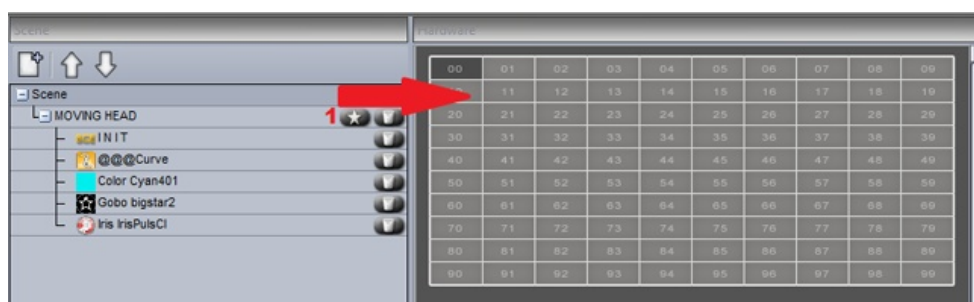 Scene
Hardware
Scene
MOVING HEAD
1
INIT
@@@Curve
Color Cyan401
Gobo bigstar2
Iris IrisPulsCl
00 01 02 03 04 05 06 07 08 09
11 12 13 14 15 16 17 18 19
20 21 22 23 24 25 26 27 28 29
30 31 32 33 34 35 36 37 38 39
40 41 42 43 44 45 46 47 48 49
50 51 52 53 54 55 56 57 58 59
60 61 62 63 64 65 66 67 68 69
70 71 72 73 74 75 76 77 78 79
80 81 82 83 84 85 86 87 88 89
90 91 92 93 94 95 96 97 98 99